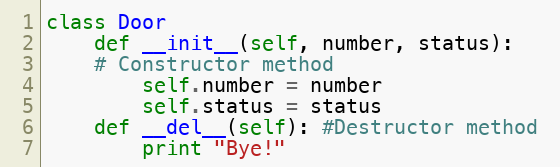 1 class Door
2     def __init__(self, number, status):
3     # Constructor method
4         self.number = number
5         self.status = status
6     def __del__(self): #Destructor method
7         print "Bye!"